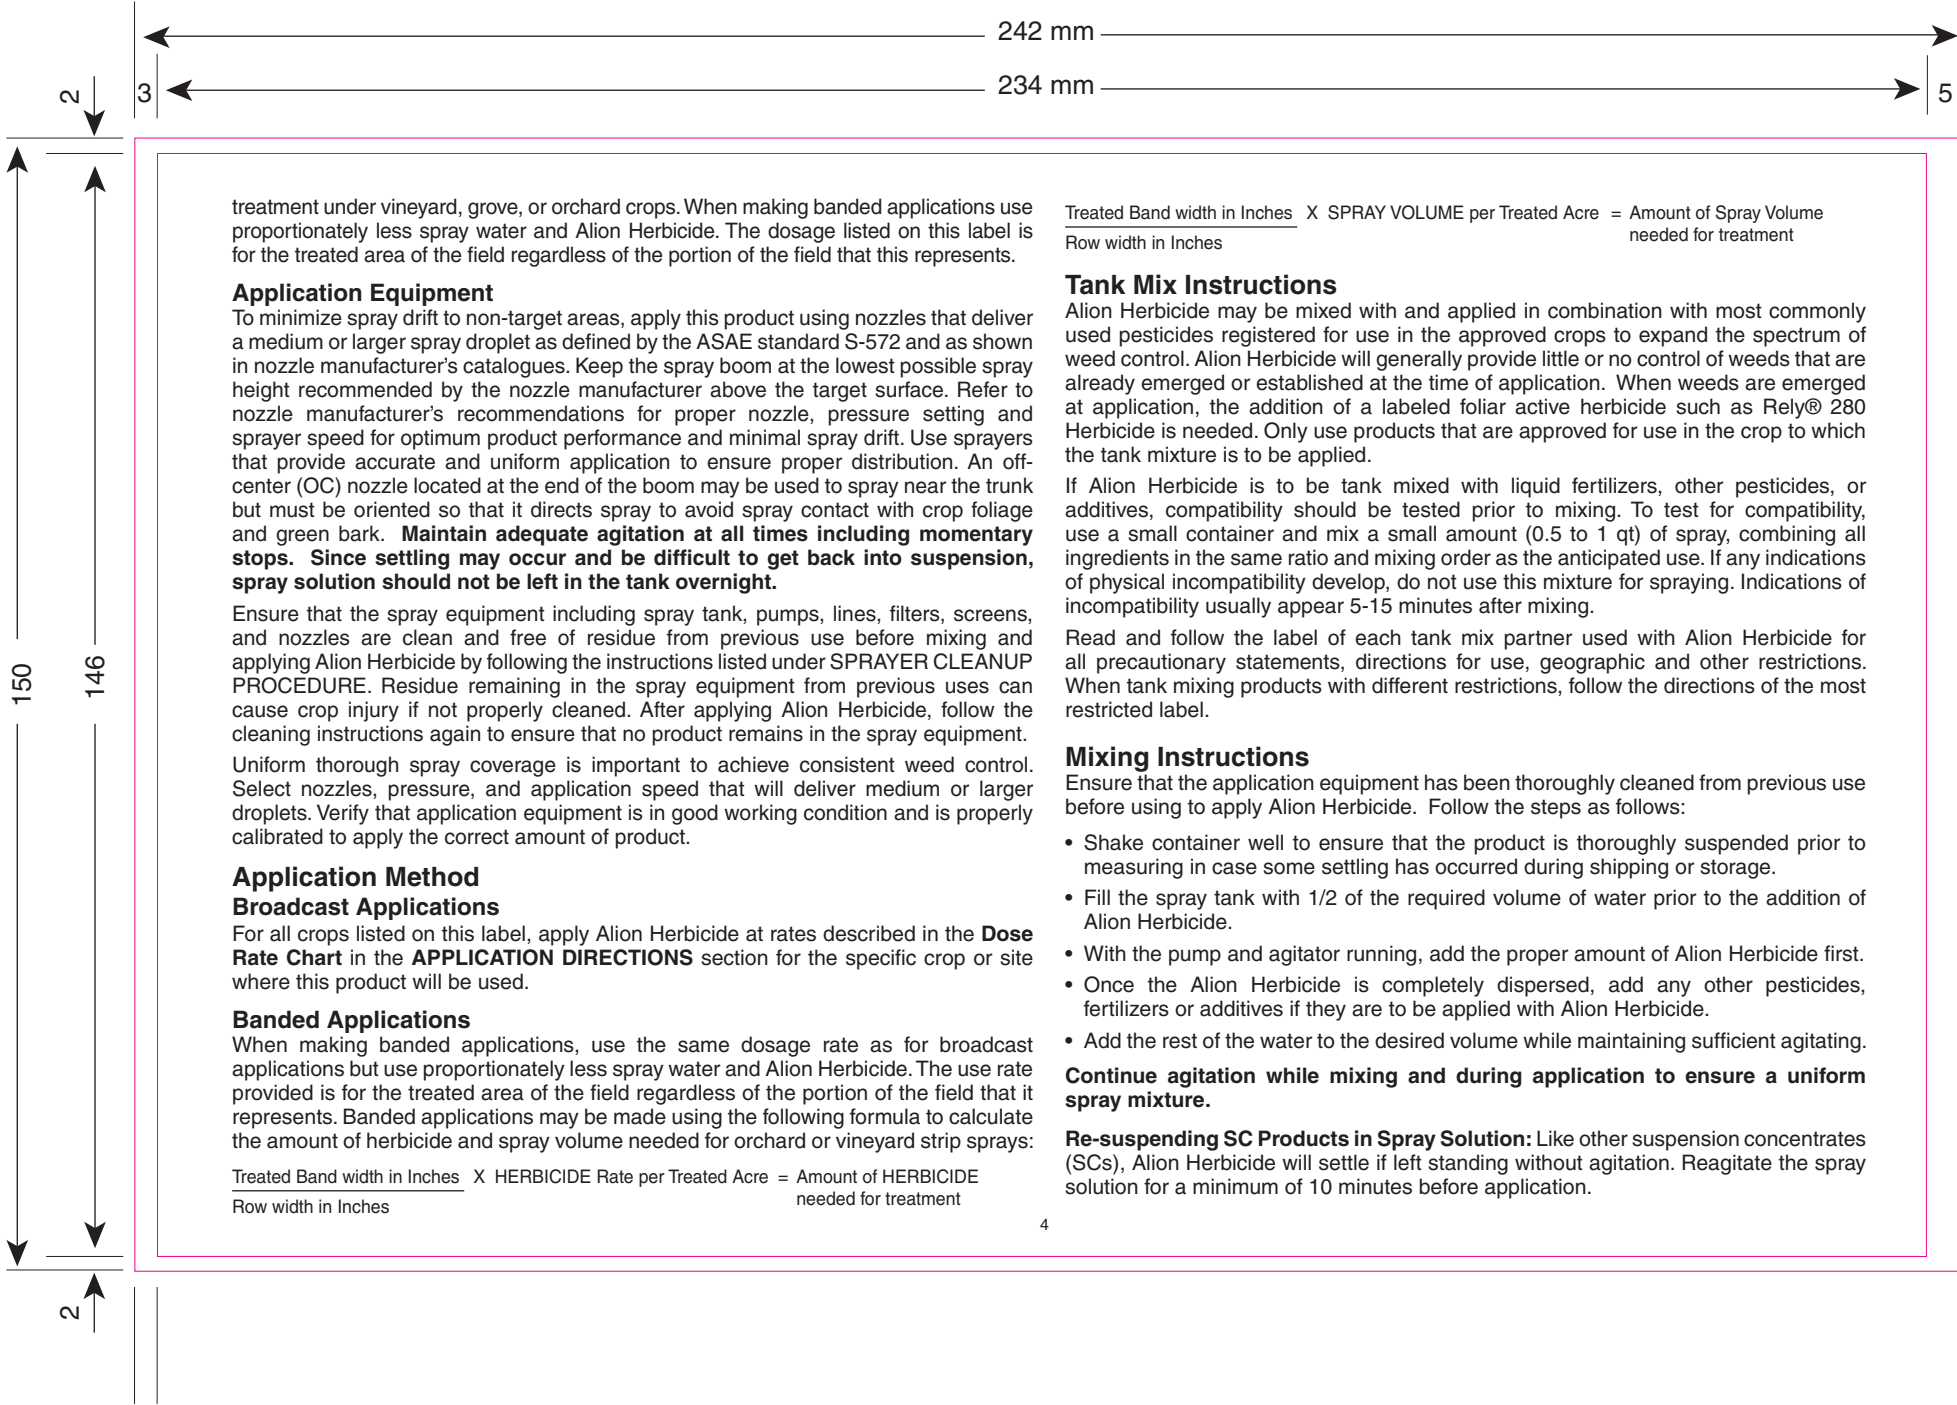 242 mm
234 mm
2
3
5
150
146
2
treatment under vineyard, grove, or orchard crops. When making banded applications use
proportionately less spray water and Alion Herbicide. The dosage listed on this label is
for the treated area of the field regardless of the portion of the field that this represents.
Application Equipment
To minimize spray drift to non-target areas, apply this product using nozzles that deliver
a medium or larger spray droplet as defined by the ASAE standard S-572 and as shown
in nozzle manufacturer’s catalogues. Keep the spray boom at the lowest possible spray
height recommended by the nozzle manufacturer above the target surface. Refer to
nozzle manufacturer’s recommendations for proper nozzle, pressure setting and
sprayer speed for optimum product performance and minimal spray drift. Use sprayers
that provide accurate and uniform application to ensure proper distribution. An off-
center (OC) nozzle located at the end of the boom may be used to spray near the trunk
but must be oriented so that it directs spray to avoid spray contact with crop foliage
and green bark. Maintain adequate agitation at all times including momentary
stops. Since settling may occur and be difficult to get back into suspension,
spray solution should not be left in the tank overnight.
Ensure that the spray equipment including spray tank, pumps, lines, filters, screens,
and nozzles are clean and free of residue from previous use before mixing and
applying Alion Herbicide by following the instructions listed under SPRAYER CLEANUP
PROCEDURE. Residue remaining in the spray equipment from previous uses can
cause crop injury if not properly cleaned. After applying Alion Herbicide, follow the
cleaning instructions again to ensure that no product remains in the spray equipment.
Uniform thorough spray coverage is important to achieve consistent weed control.
Select nozzles, pressure, and application speed that will deliver medium or larger
droplets. Verify that application equipment is in good working condition and is properly
calibrated to apply the correct amount of product.
Application Method
Broadcast Applications
For all crops listed on this label, apply Alion Herbicide at rates described in the Dose
Rate Chart in the APPLICATION DIRECTIONS section for the specific crop or site
where this product will be used.
Banded Applications
When making banded applications, use the same dosage rate as for broadcast
applications but use proportionately less spray water and Alion Herbicide. The use rate
provided is for the treated area of the field regardless of the portion of the field that it
represents. Banded applications may be made using the following formula to calculate
the amount of herbicide and spray volume needed for orchard or vineyard strip sprays:
Treated Band width in Inches X HERBICIDE Rate per Treated Acre = Amount of HERBICIDE
needed for treatment
Row width in Inches
Treated Band width in Inches X SPRAY VOLUME per Treated Acre = Amount of Spray Volume
needed for treatment
Row width in Inches
Tank Mix Instructions
Alion Herbicide may be mixed with and applied in combination with most commonly
used pesticides registered for use in the approved crops to expand the spectrum of
weed control. Alion Herbicide will generally provide little or no control of weeds that are
already emerged or established at the time of application. When weeds are emerged
at application, the addition of a labeled foliar active herbicide such as Rely® 280
Herbicide is needed. Only use products that are approved for use in the crop to which
the tank mixture is to be applied.
If Alion Herbicide is to be tank mixed with liquid fertilizers, other pesticides, or
additives, compatibility should be tested prior to mixing. To test for compatibility,
use a small container and mix a small amount (0.5 to 1 qt) of spray, combining all
ingredients in the same ratio and mixing order as the anticipated use. If any indications
of physical incompatibility develop, do not use this mixture for spraying. Indications of
incompatibility usually appear 5-15 minutes after mixing.
Read and follow the label of each tank mix partner used with Alion Herbicide for
all precautionary statements, directions for use, geographic and other restrictions.
When tank mixing products with different restrictions, follow the directions of the most
restricted label.
Mixing Instructions
Ensure that the application equipment has been thoroughly cleaned from previous use
before using to apply Alion Herbicide. Follow the steps as follows:
• Shake container well to ensure that the product is thoroughly suspended prior to
measuring in case some settling has occurred during shipping or storage.
• Fill the spray tank with 1/2 of the required volume of water prior to the addition of
Alion Herbicide.
• With the pump and agitator running, add the proper amount of Alion Herbicide first.
• Once the Alion Herbicide is completely dispersed, add any other pesticides,
fertilizers or additives if they are to be applied with Alion Herbicide.
• Add the rest of the water to the desired volume while maintaining sufficient agitating.
Continue agitation while mixing and during application to ensure a uniform
spray mixture.
Re-suspending SC Products in Spray Solution: Like other suspension concentrates
(SCs), Alion Herbicide will settle if left standing without agitation. Reagitate the spray
solution for a minimum of 10 minutes before application.
4